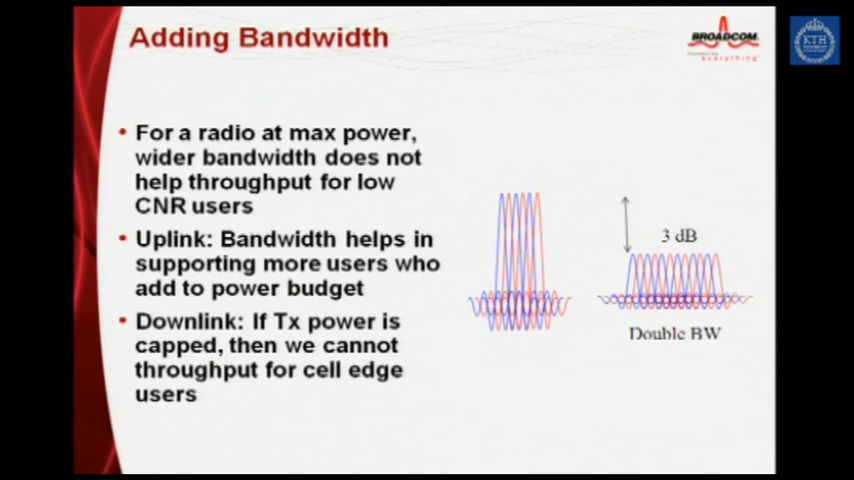 Adding Bandwidth
BROADCOM
everything
KTH
• For a radio at max power,
wider bandwidth does not
help throughput for low
CNR users
• Uplink: Bandwidth helps in
supporting more users who
add to power budget
• Downlink: If Tx power is
capped, then we cannot
throughput for cell edge
users
3 dB
Double BW